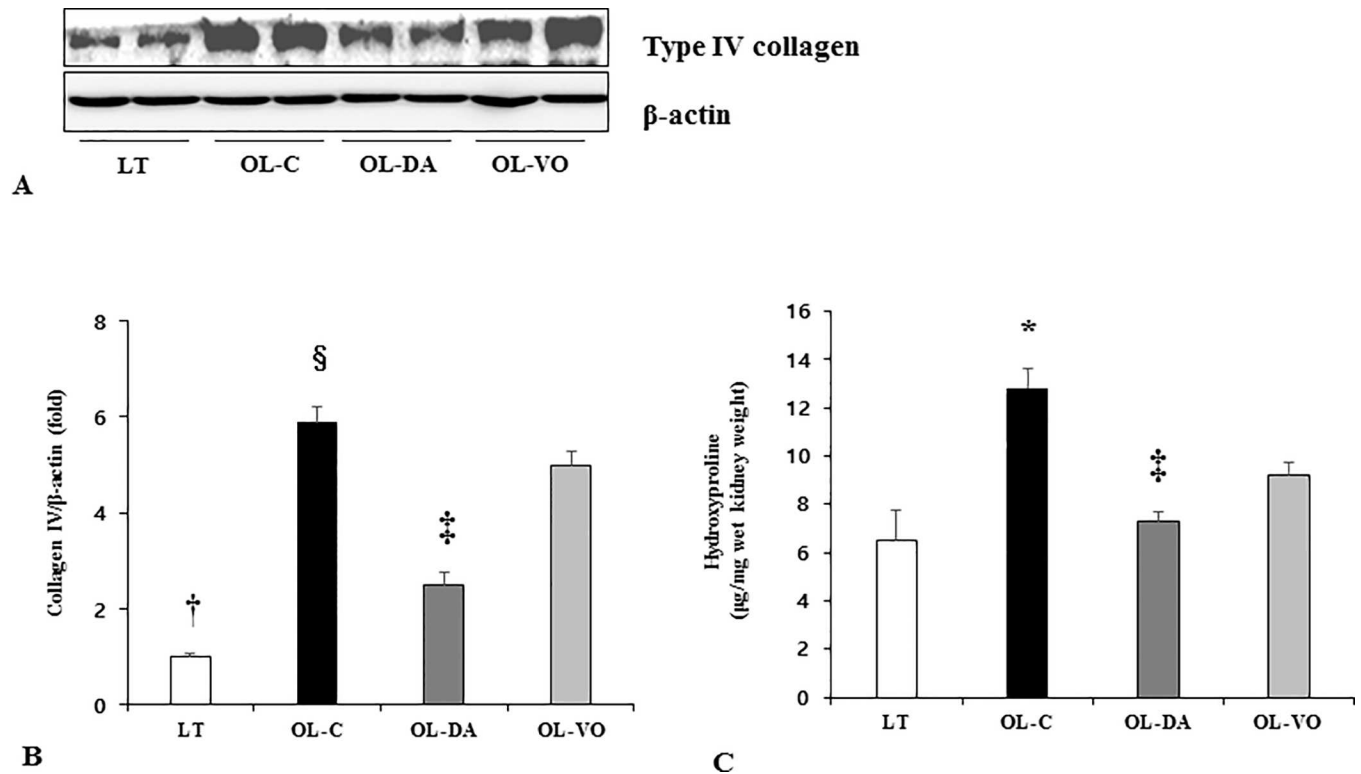 Type IV collagen
β-actin
LT OL-C OL-DA OL-VO
A
8
6
4
2
0
Collagen IV/β-actin (fold)
†
§
‡
LT OL-C OL-DA OL-VO
B
16
14
12
10
8
6
4
2
0
Hydroxyproline
(μg/mg wet kidney weight)
*
‡
LT OL-C OL-DA OL-VO
C